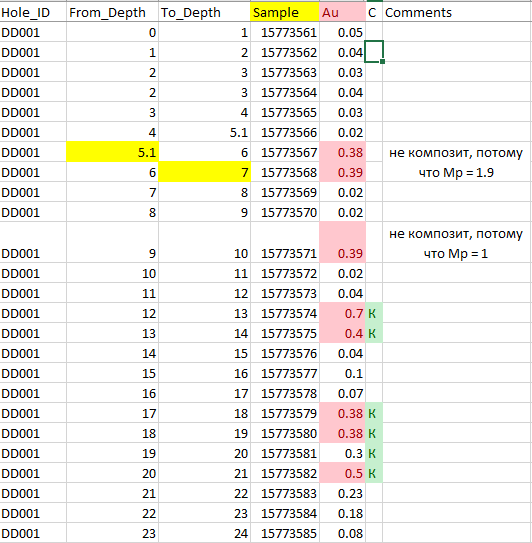 Hole_ID From_Depth To_Depth Sample Au C Comments
DD001 0 1 15773561 0.05
DD001 1 2 15773562 0.04
DD001 2 3 15773563 0.03
DD001 2 3 15773564 0.04
DD001 3 4 15773565 0.03
DD001 4 5.1 15773566 0.02
DD001 5.1 6 15773567 0.38 не композит, потому
DD001 6 7 15773568 0.39 что Мр = 1.9
DD001 7 8 15773569 0.02
DD001 8 9 15773570 0.02
не композит, потому
DD001 9 10 15773571 0.39 что Мр = 1
DD001 10 11 15773572 0.02
DD001 11 12 15773573 0.04
DD001 12 13 15773574 0.7 K
DD001 13 14 15773575 0.4 K
DD001 14 15 15773576 0.04
DD001 15 16 15773577 0.1
DD001 16 17 15773578 0.07
DD001 17 18 15773579 0.38 K
DD001 18 19 15773580 0.38 K
DD001 19 20 15773581 0.3 K
DD001 20 21 15773582 0.5 K
DD001 21 22 15773583 0.23
DD001 22 23 15773584 0.18
DD001 23 24 15773585 0.08